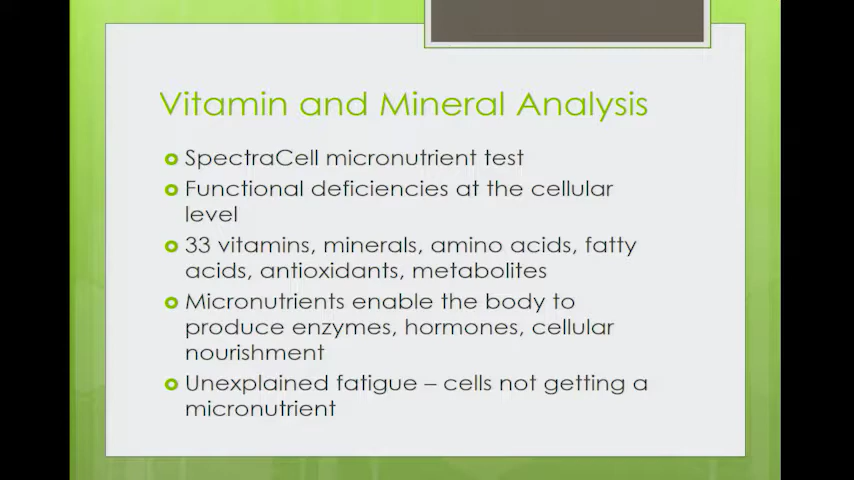 Vitamin and Mineral Analysis
SpectraCell micronutrient test
Functional deficiencies at the cellular
level
33 vitamins, minerals, amino acids, fatty
acids, antioxidants, metabolites
Micronutrients enable the body to
produce enzymes, hormones, cellular
nourishment
Unexplained fatigue – cells not getting a
micronutrient